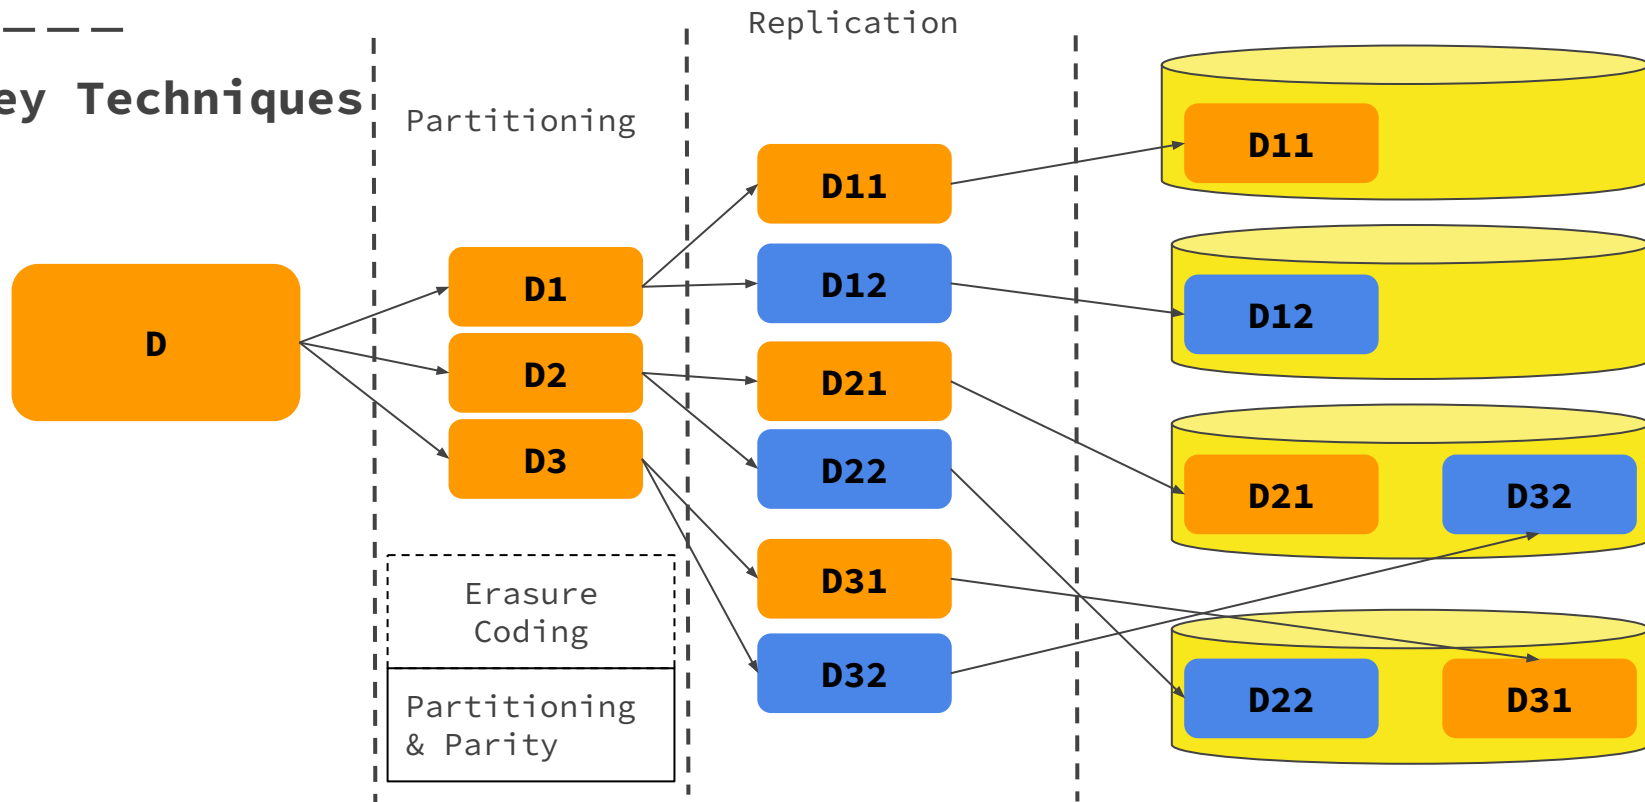 ey Techniques
Partitioning
Replication
D
D1
D2
D3
Erasure
Coding
Partitioning
& Parity
D11
D12
D21
D22
D31
D32
D11
D12
D21 D32
D22 D31